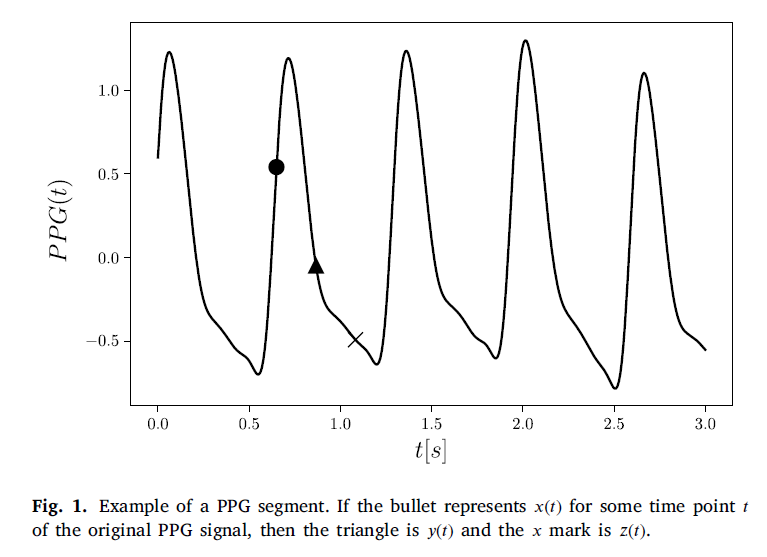 1.0
0.5
0.0
−0.5
PPG(t)
0.0 0.5 1.0 1.5 2.0 2.5 3.0
t[s]
Fig. 1. Example of a PPG segment. If the bullet represents x(t) for some time point t
of the original PPG signal, then the triangle is y(t) and the x mark is z(t).